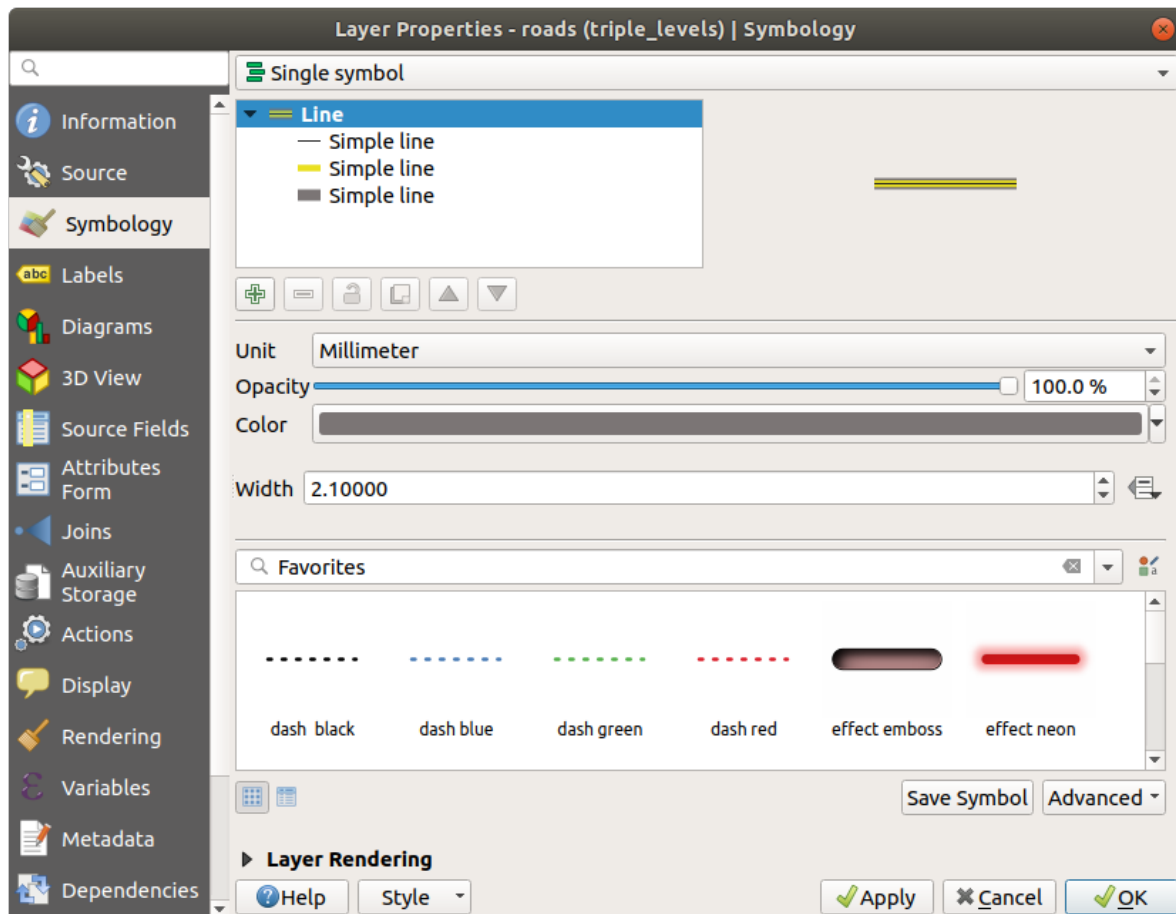 Layer Properties - roads (triple_levels) | Symbology
Information
Source
Symbology
abc Labels
Diagrams
3D View
Source Fields
Attributes
Form
Joins
Auxiliary
Storage
Actions
Display
Rendering
Variables
Metadata
Dependencies
Single symbol
Line
Simple line
Simple line
Simple line
Unit Millimeter
Opacity 100.0 %
Color
Width 2.10000
Favorites
dash black dash blue dash green dash red effect emboss effect neon
Save Symbol Advanced
Layer Rendering
Help Style Apply Cancel OK